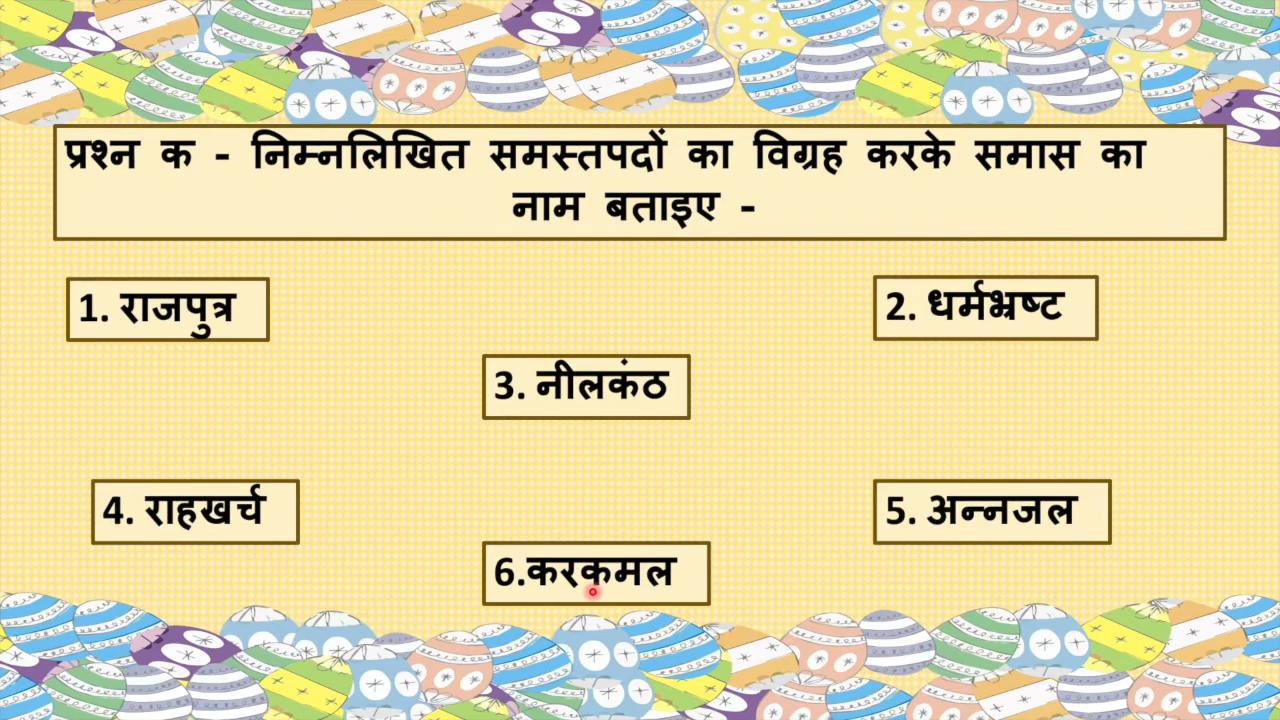 प्रश्न क - निम्नलिखित समस्तपदों का विग्रह करके समास का
नाम बताइए -
1. राजपुत्र
2. धर्मभ्रष्ट
3. नीलकंठ
4. राहखर्च
5. अन्नजल
6.करकमल